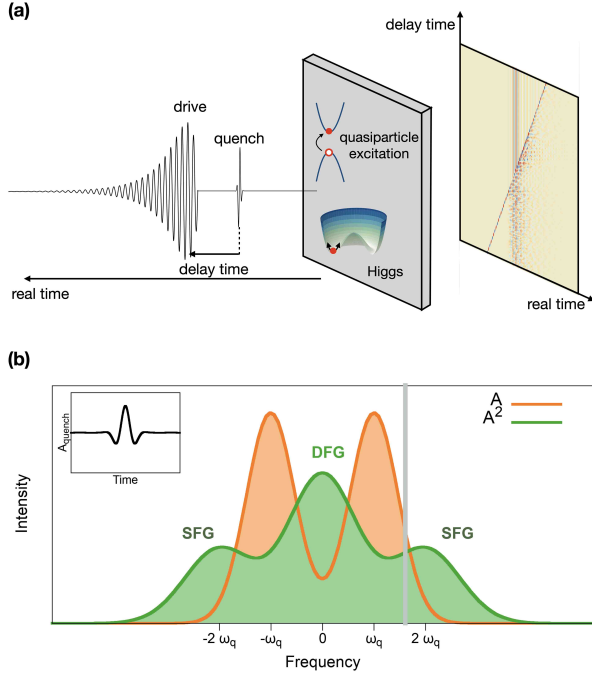 (a)
delay time
drive
quench
quasiparticle
excitation
Higgs
delay time
real time
real time
(b)
A
A²
A_quench
Time
DFG
SFG
SFG
Intensity
-2 ω_q
-ω_q
0
ω_q
2 ω_q
Frequency